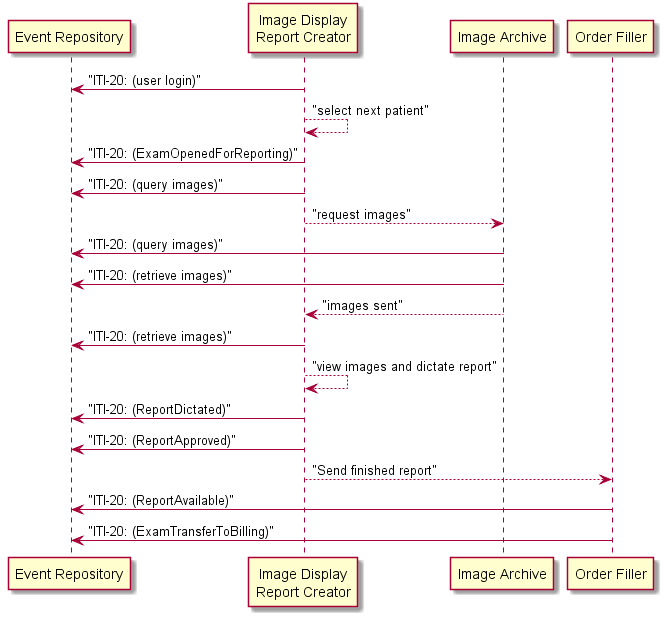 Event Repository
Image Display
Report Creator
Image Archive
Order Filler
"ITI-20: (user login)"
"select next patient"
"ITI-20: (ExamOpenedForReporting)"
"ITI-20: (query images)"
"request images"
"ITI-20: (query images)"
"ITI-20: (retrieve images)"
"images sent"
"ITI-20: (retrieve images)"
"view images and dictate report"
"ITI-20: (ReportDictated)"
"ITI-20: (ReportApproved)"
"Send finished report"
"ITI-20: (ReportAvailable)"
"ITI-20: (ExamTransferToBilling)"
Event Repository
Image Display
Report Creator
Image Archive
Order Filler